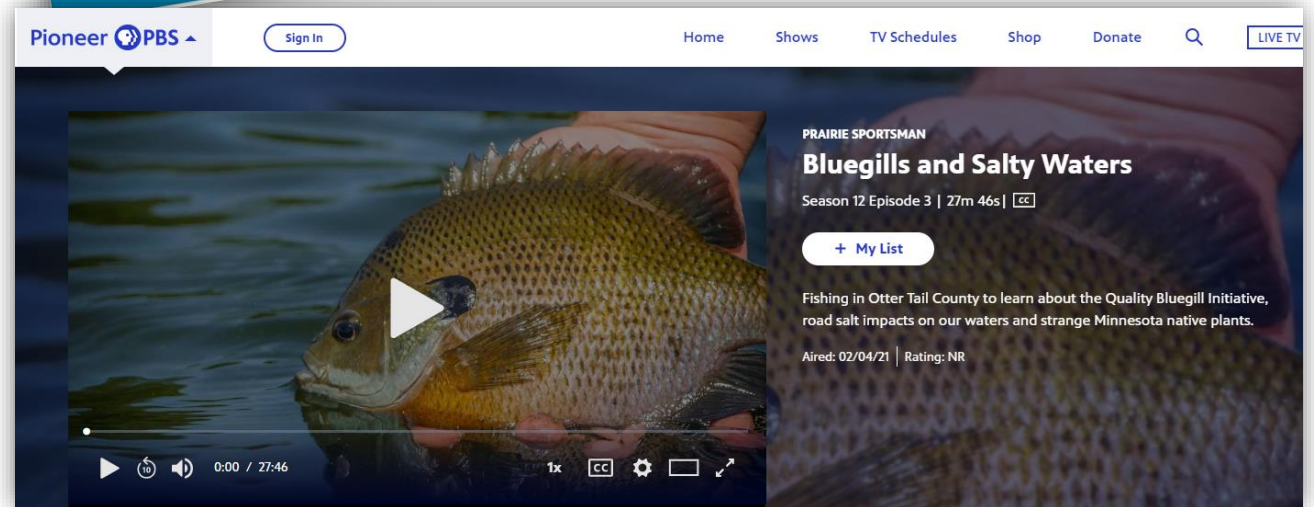 Pioneer PBS Sign In Home Shows TV Schedules Shop Donate LIVE TV
PRAIRIE SPORTSMAN
Bluegills and Salty Waters
Season 12 Episode 3 | 27m 46s | CC
+ My List
Fishing in Otter Tail County to learn about the Quality Bluegill Initiative,
road salt impacts on our waters and strange Minnesota native plants.
Aired: 02/04/21 | Rating: NR
10 0:00 / 27:46 1x CC